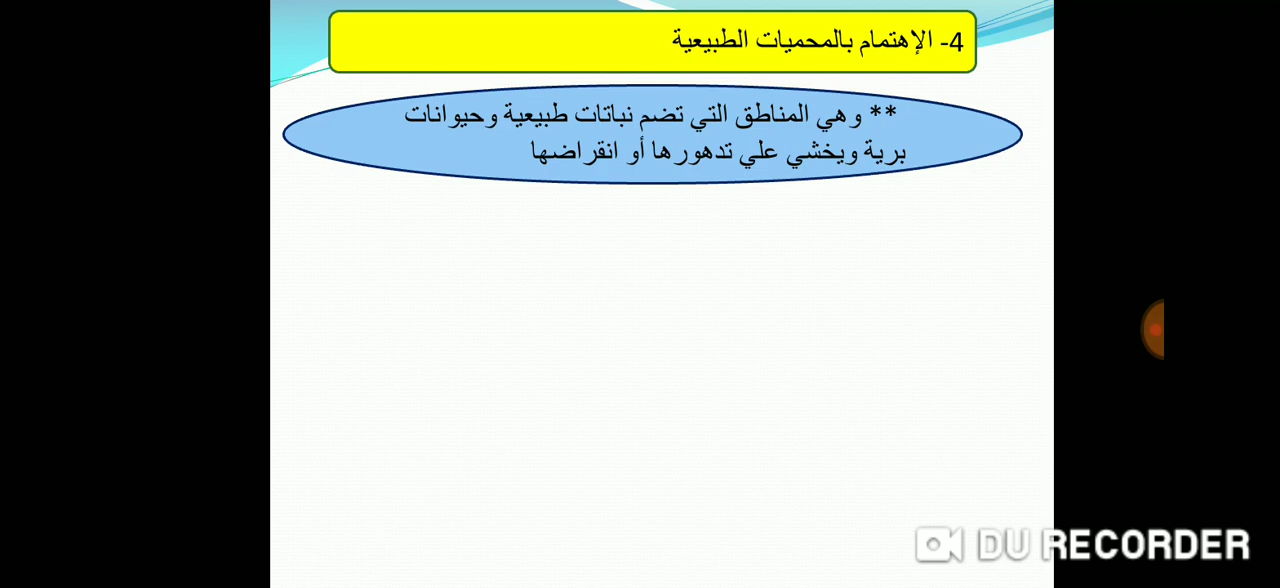 4- الإهتمام بالمحميات الطبيعية
** وهي المناطق التي تضم نباتات طبيعية وحيوانات
برية ويخشي علي تدهورها أو انقراضها
DU RECORDER